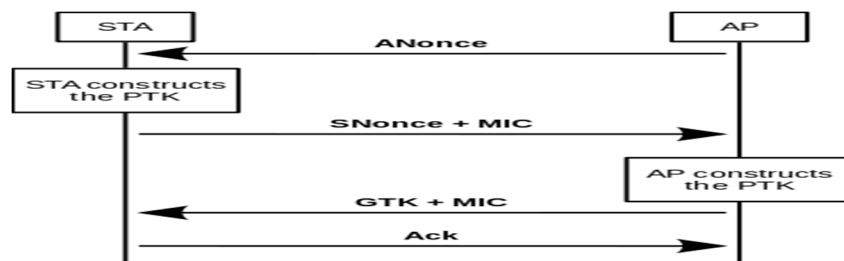 STA
AP
ANonce
STA constructs
the PTK
SNonce + MIC
AP constructs
the PTK
GTK + MIC
Ack